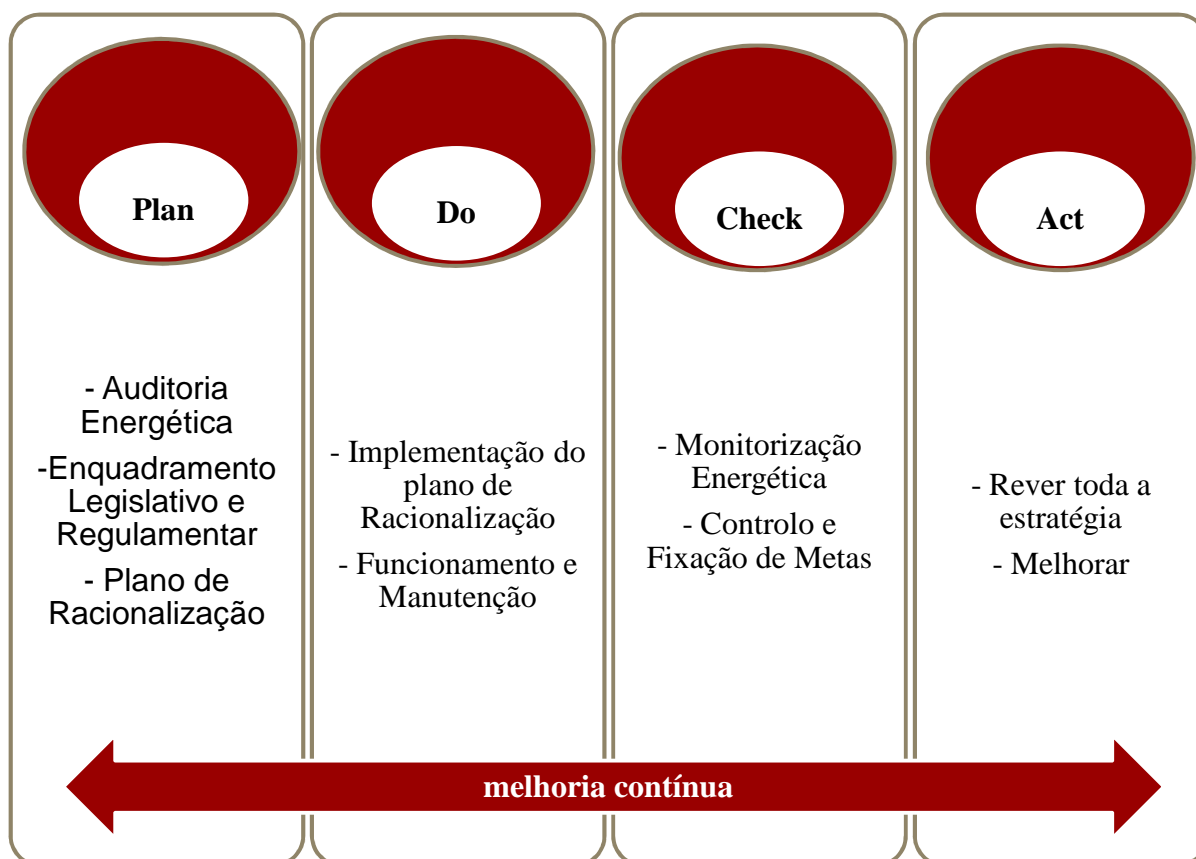 Plan
- Auditoria
Energética
-Enquadramento
Legislativo e
Regulamentar
- Plano de
Racionalização
Do
- Implementação do
plano de
Racionalização
- Funcionamento e
Manutenção
Check
- Monitorização
Energética
- Controlo e
Fixação de Metas
Act
- Rever toda a
estratégia
- Melhorar
melhoria contínua